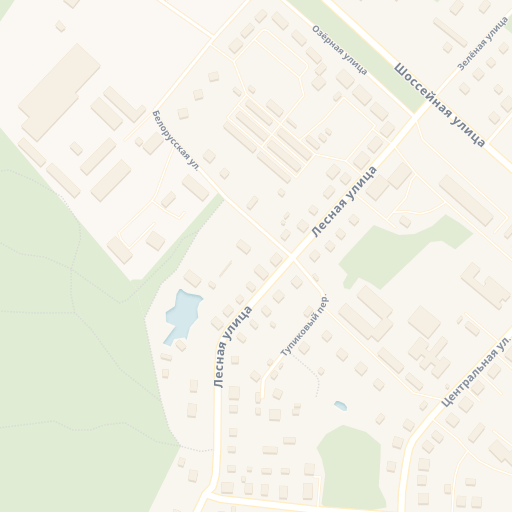 Зелёная улица
Озёрная улица
Шоссейная улица
Белорусская ул.
Лесная улица
Тупиковый пер.
Лесная улица
Центральная ул.